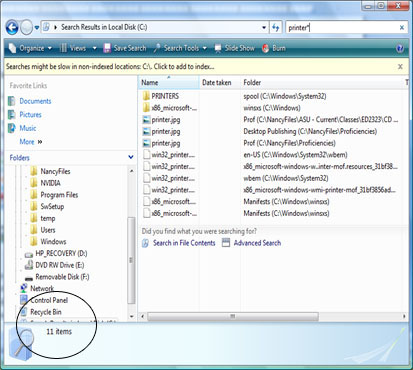 Search Results in Local Disk (C:)
printer*
Organize Views Save Search Search Tools Slide Show Burn
Searches might be slow in non-indexed locations: C:\. Click to add to index...
Favorite Links
Documents
Pictures
Music
More »
Folders
NancyFiles
NVIDIA
Program Files
SwSetup
temp
Users
Windows
HP_RECOVERY (D:)
DVD RW Drive (E:)
Removable Disk (F:)
Network
Control Panel
Recycle Bin
11 items
Name Date taken Folder T
PRINTERS spool (C:\Windows\System32)
x86_microsoft-... winsxs (C:\Windows)
printer.jpg Prof (C:\NancyFiles\ASU - Current\Classes\ED2323\CD ...
printer.jpg Desktop Publishing (C:\NancyFiles\Proficiencies)
printer.jpg Prof (C:\NancyFiles\Proficiencies)
win32_printer.... en-US (C:\Windows\System32\wbem)
win32_printer.... x86_microsoft-windows-w..inter-mof.resources_31bf3...
win32_printer.... wbem (C:\Windows\System32)
win32_printer.... x86_microsoft-windows-wmi-printer-mof_31bf3856ad...
x86_microsoft-... Manifests (C:\Windows\winsxs)
x86_microsoft-... Manifests (C:\Windows\winsxs)
Did you find what you were searching for?
Search in File Contents Advanced Search